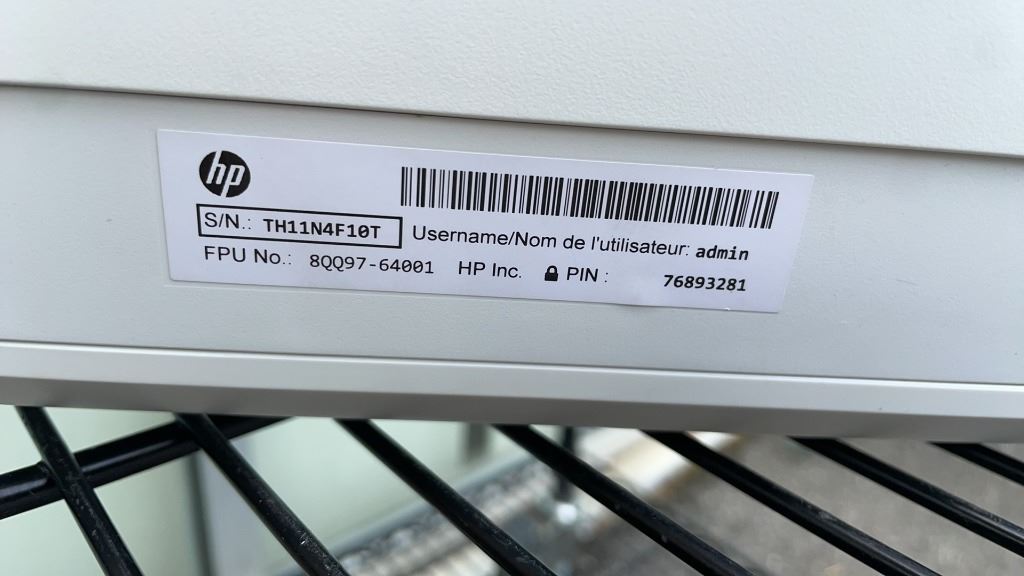 hp
S/N.: TH11N4F10T
Username/Nom de l'utilisateur: admin
FPU No.: 8QQ97-64001 HP Inc. PIN : 76893281